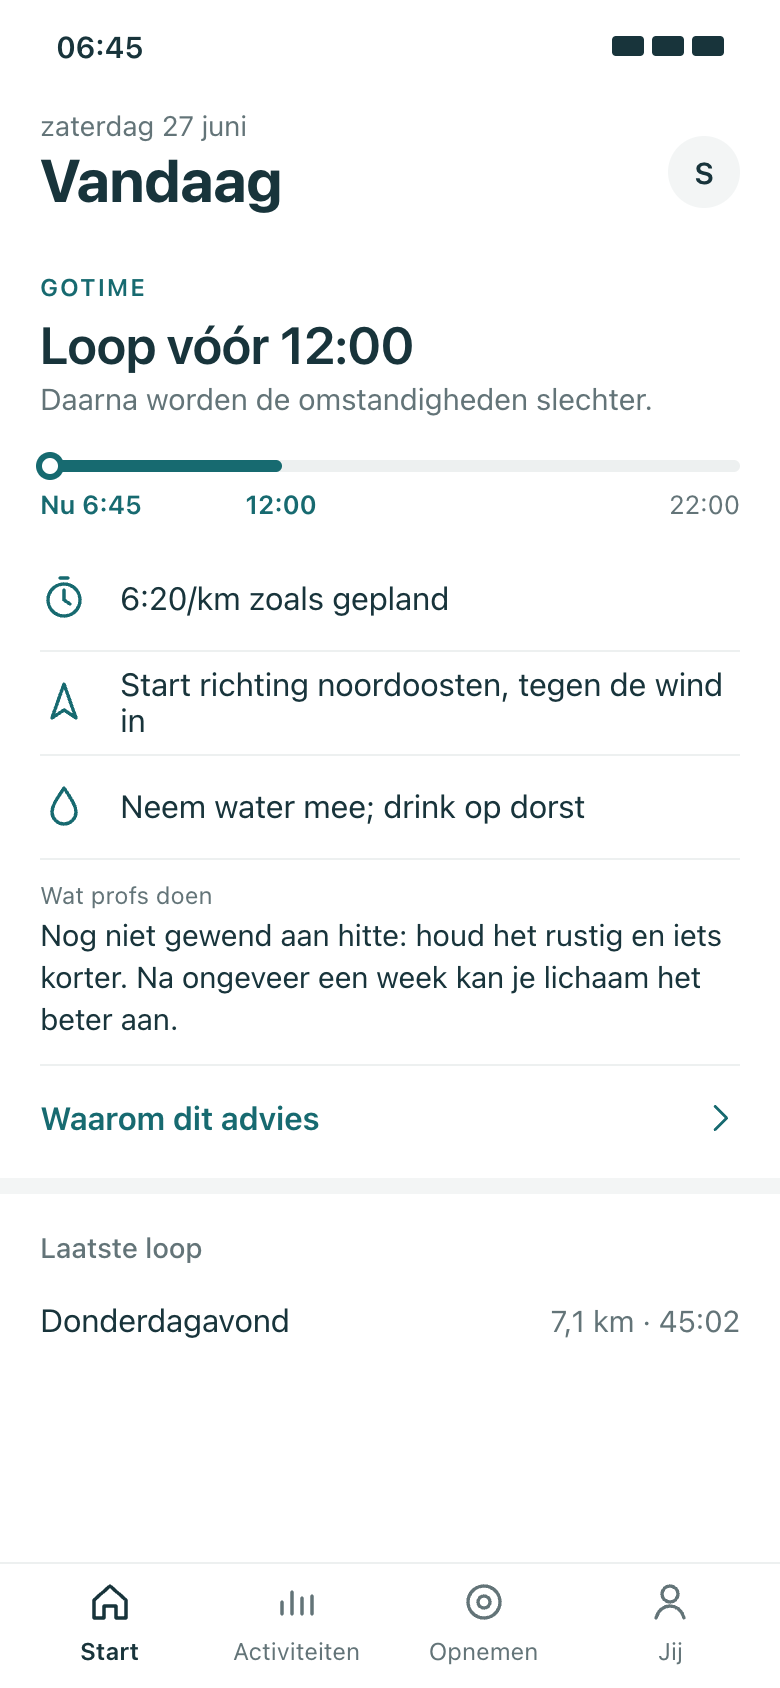 06:45
zaterdag 27 juni
Vandaag
S
GOTIME
Loop vóór 12:00
Daarna worden de omstandigheden slechter.
Nu 6:45
12:00
22:00
6:20/km zoals gepland
Start richting noordoosten, tegen de wind
in
Neem water mee; drink op dorst
Wat profs doen
Nog niet gewend aan hitte: houd het rustig en iets
korter. Na ongeveer een week kan je lichaam het
beter aan.
Waarom dit advies
Laatste loop
Donderdagavond
7,1 km · 45:02
Start
Activiteiten
Opnemen
Jij